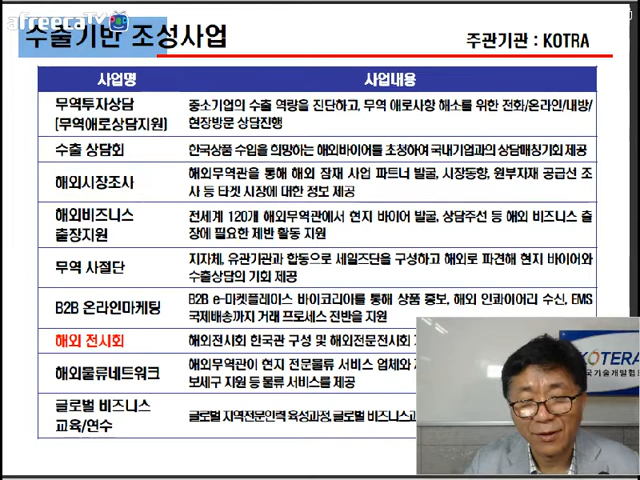 afreecaTV
수출기반 조성사업
주관기관 : KOTRA
사업명 사업내용
무역투자상담
(무역애로상담지원)
중소기업의 수출 역량을 진단하고, 무역 애로사항 해소를 위한 전화/온라인/내방/
현장방문 상담진행
수출 상담회
한국상품 수입을 희망하는 해외바이어를 초청하여 국내기업과의 상담매칭기회 제공
해외시장조사
해외무역관을 통해 해외 잠재 사업 파트너 발굴, 시장동향, 원부자재 공급선 조
사 등 타겟 시장에 대한 정보 제공
해외비즈니스
출장지원
전세계 120개 해외무역관에서 현지 바이어 발굴, 상담주선 등 해외 비즈니스 출
장에 필요한 제반 활동 지원
무역 사절단
지자체, 유관기관과 합동으로 세일즈단을 구성하고 해외로 파견해 현지 바이어와
수출상담의 기회 제공
B2B 온라인마케팅
B2B e-마켓플레이스 바이코리아를 통해 상품 홍보, 해외 인콰이어리 수신, EMS
국제배송까지 거래 프로세스 전반을 지원
해외 전시회
해외전시회 한국관 구성 및 해외전문전시회
해외물류네트워크
해외무역관이 현지 전문물류 서비스 업체와
보세구 지원 등 물류 서비스를 제공
글로벌 비즈니스
교육/연수
글로벌 지역전문인력 육성과정, 글로벌 비즈니스
KOTERA
국기술개발협